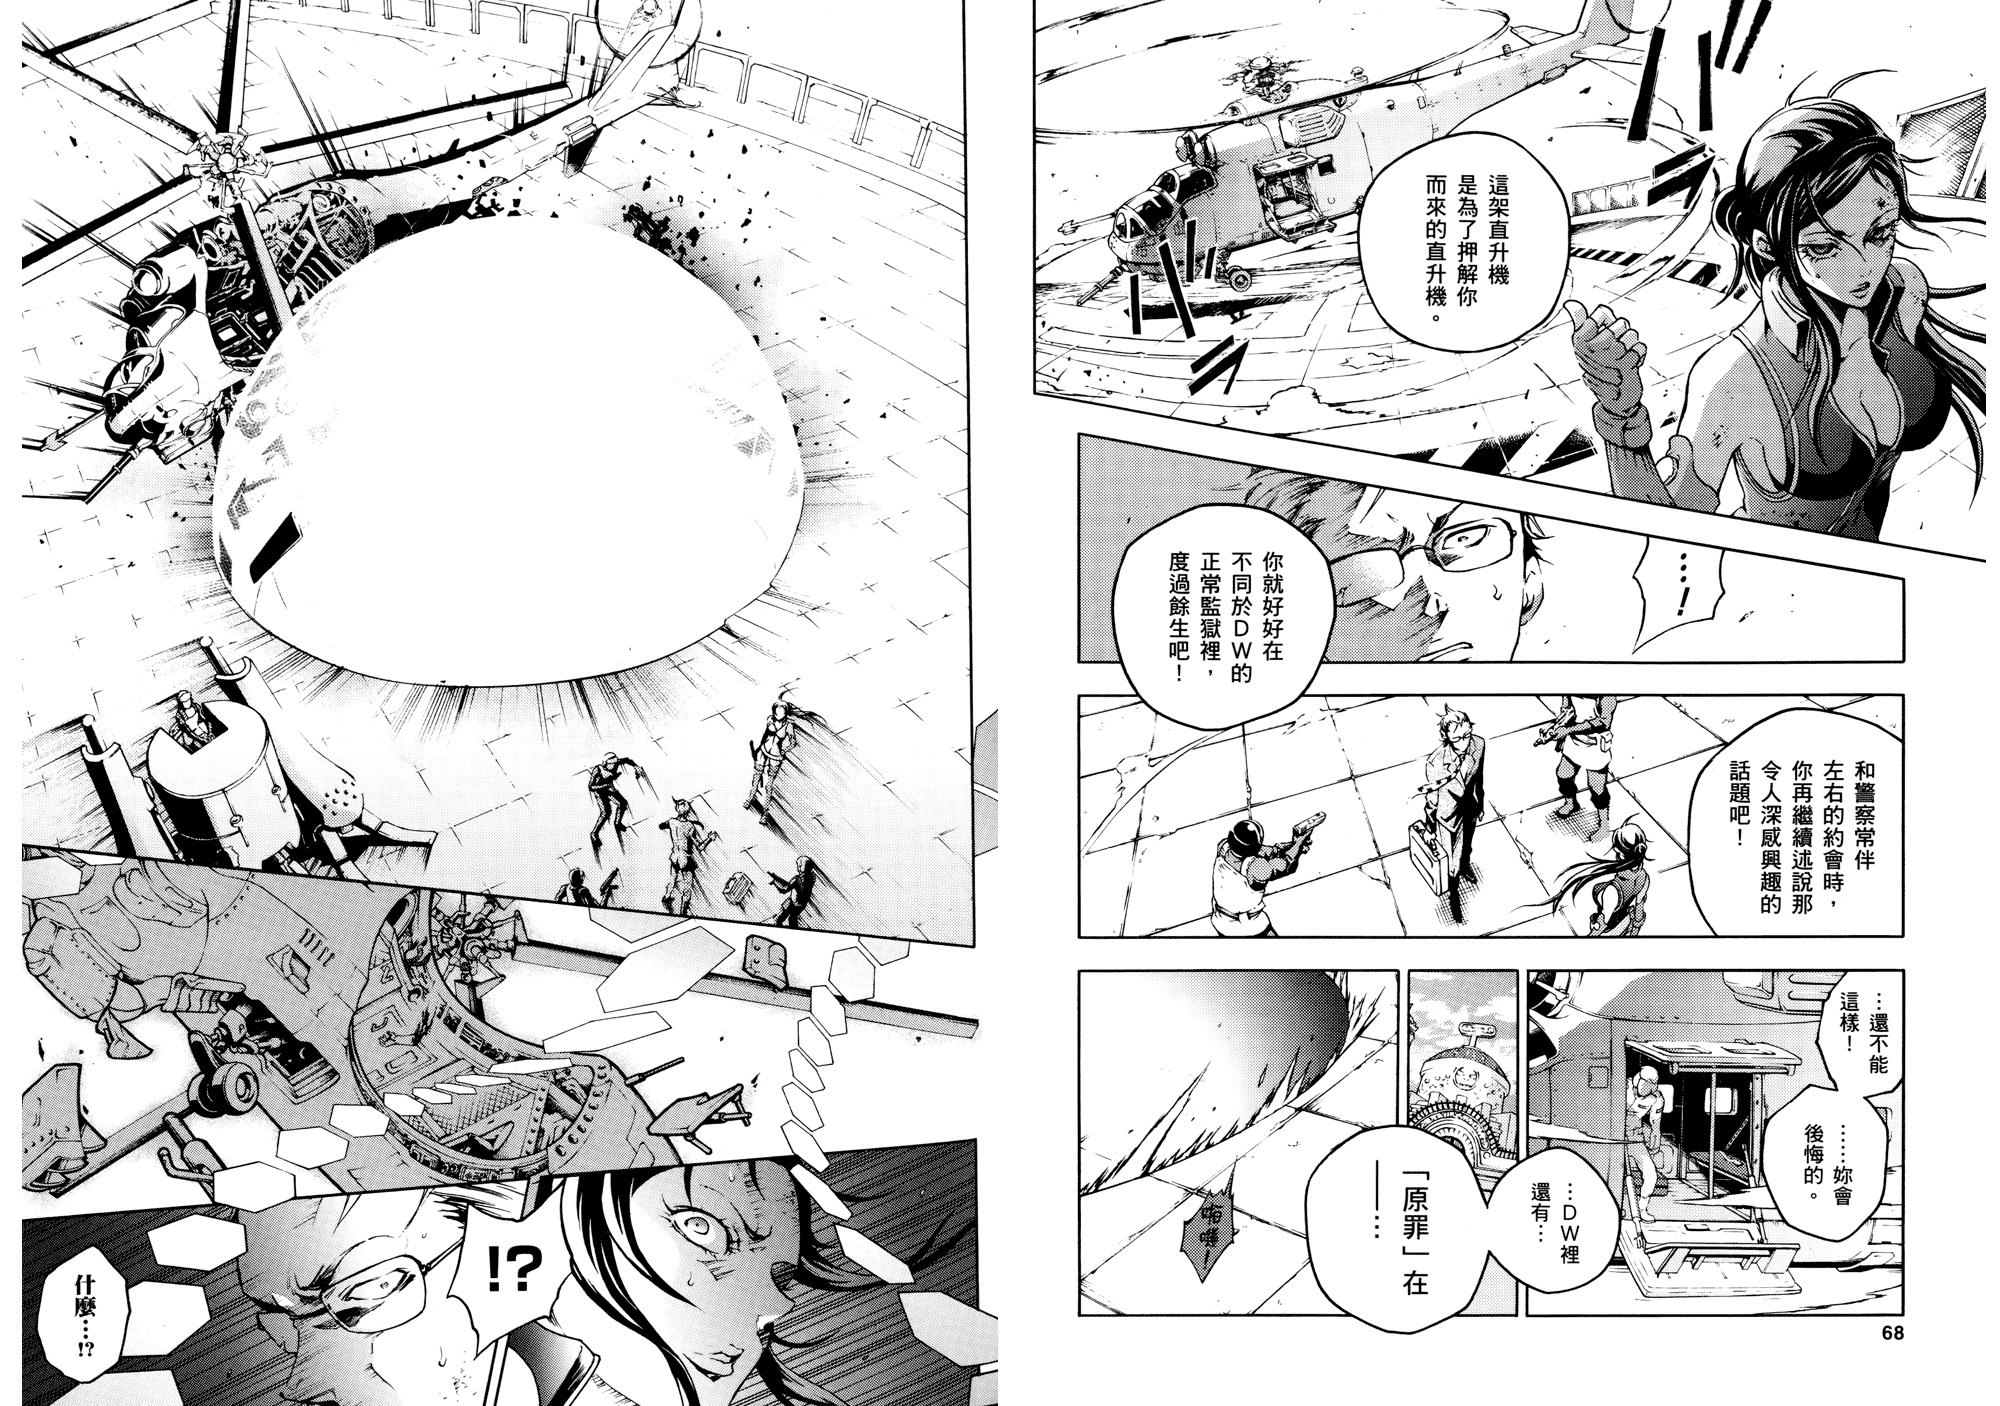 這架直升機
是為了押解你
而來的直升機。
…！
你就好好在
不同於DW的
正常監獄裡，
度過餘生吧！
和警察常伴
左右的約會時，
你再繼續述說那
令人深感興趣的
話題吧！
…還不能
這樣！
………妳會
後悔的。
…DW裡
還有…
「原罪」在
——…
68
!?
什麼…!?